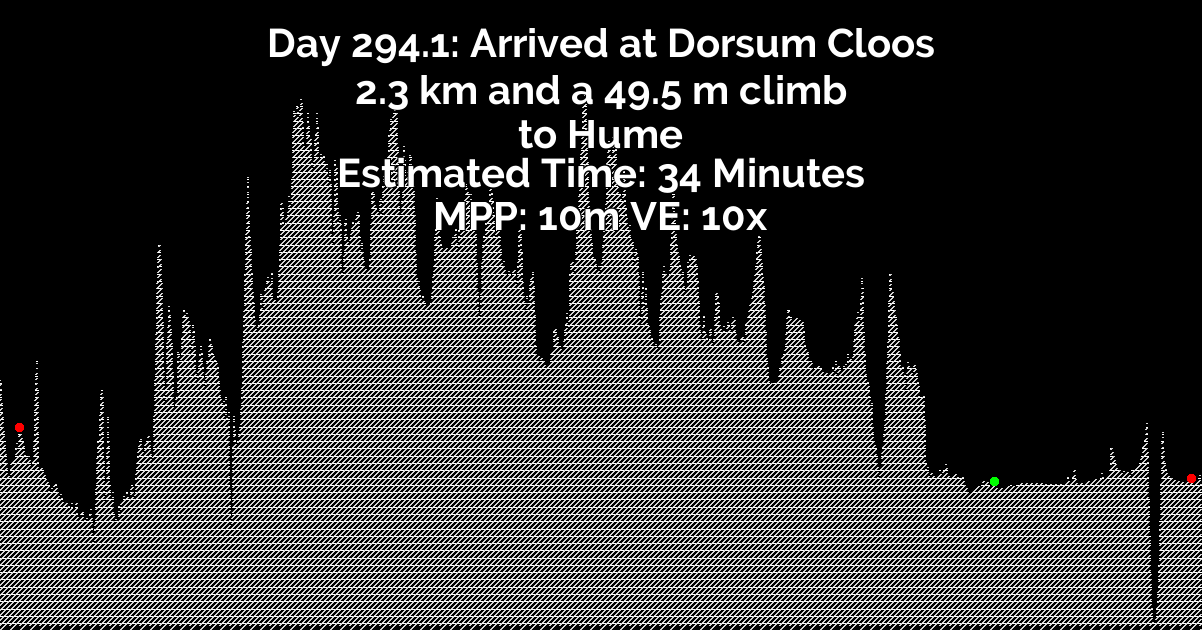 Day 294.1: Arrived at Dorsum Cloos
2.3 km and a 49.5 m climb
to Hume
Estimated Time: 34 Minutes
MPP: 10m VE: 10x